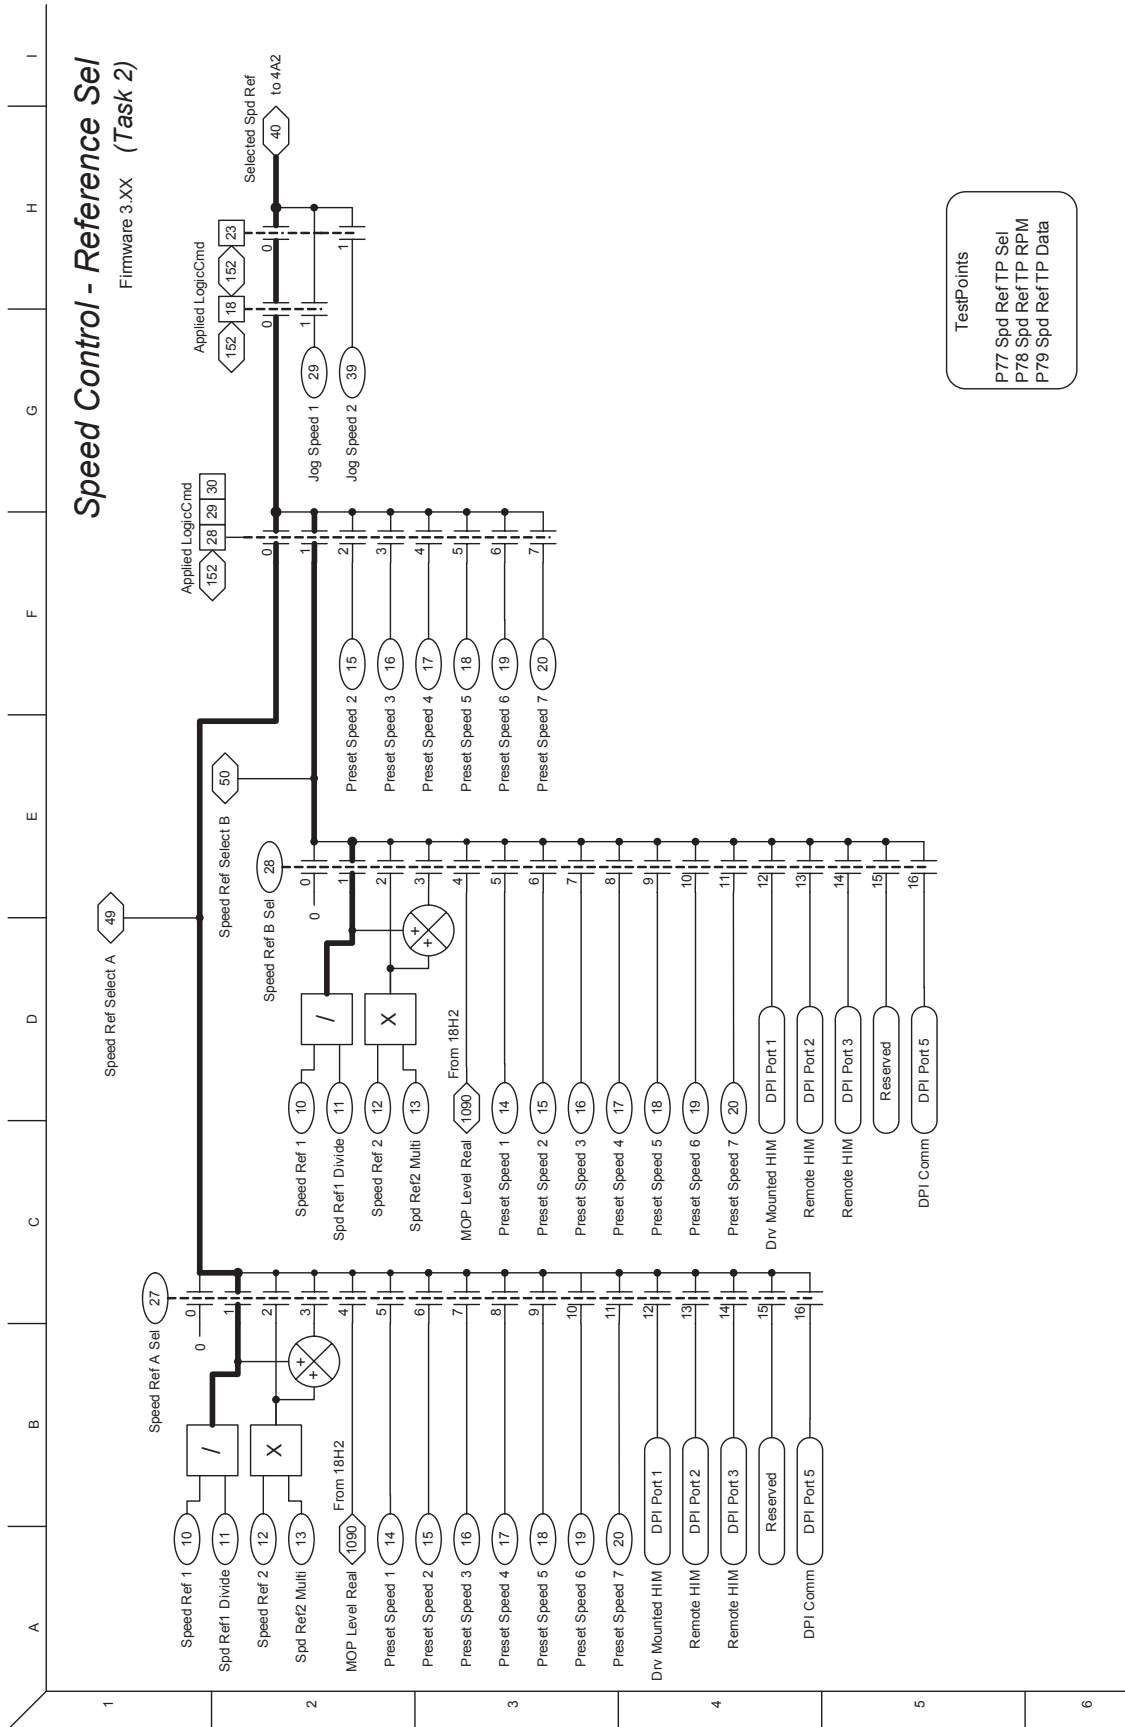 A
B
C
D
E
F
G
H
I
1
2
3
4
5
6
Speed Control - Reference Sel
Firmware 3.XX (Task 2)
Speed Ref Select A
49
Speed Ref A Sel
27
Speed Ref 1
10
Spd Ref1 Divide
11
/
Speed Ref 2
12
Spd Ref2 Multi
13
X
+
+
MOP Level Real
1090
From 18H2
Preset Speed 1
14
Preset Speed 2
15
Preset Speed 3
16
Preset Speed 4
17
Preset Speed 5
18
Preset Speed 6
19
Preset Speed 7
20
Drv Mounted HIM
DPI Port 1
Remote HIM
DPI Port 2
Remote HIM
DPI Port 3
Reserved
DPI Comm
DPI Port 5
0
0
1
2
3
4
5
6
7
8
9
10
11
12
13
14
15
16
Speed Ref Select B
50
Speed Ref B Sel
28
Speed Ref 1
10
Spd Ref1 Divide
11
/
Speed Ref 2
12
Spd Ref2 Multi
13
X
+
+
MOP Level Real
1090
From 18H2
Preset Speed 1
14
Preset Speed 2
15
Preset Speed 3
16
Preset Speed 4
17
Preset Speed 5
18
Preset Speed 6
19
Preset Speed 7
20
Drv Mounted HIM
DPI Port 1
Remote HIM
DPI Port 2
Remote HIM
DPI Port 3
Reserved
DPI Comm
DPI Port 5
0
0
1
2
3
4
5
6
7
8
9
10
11
12
13
14
15
16
Applied LogicCmd
152
28 29 30
0
1
2
3
4
5
6
7
Preset Speed 2
15
Preset Speed 3
16
Preset Speed 4
17
Preset Speed 5
18
Preset Speed 6
19
Preset Speed 7
20
Applied LogicCmd
152
18
152
23
0
1
0
1
Jog Speed 1
29
Jog Speed 2
39
Selected Spd Ref
40
to 4A2
TestPoints
P77 Spd Ref TP Sel
P78 Spd Ref TP RPM
P79 Spd Ref TP Data